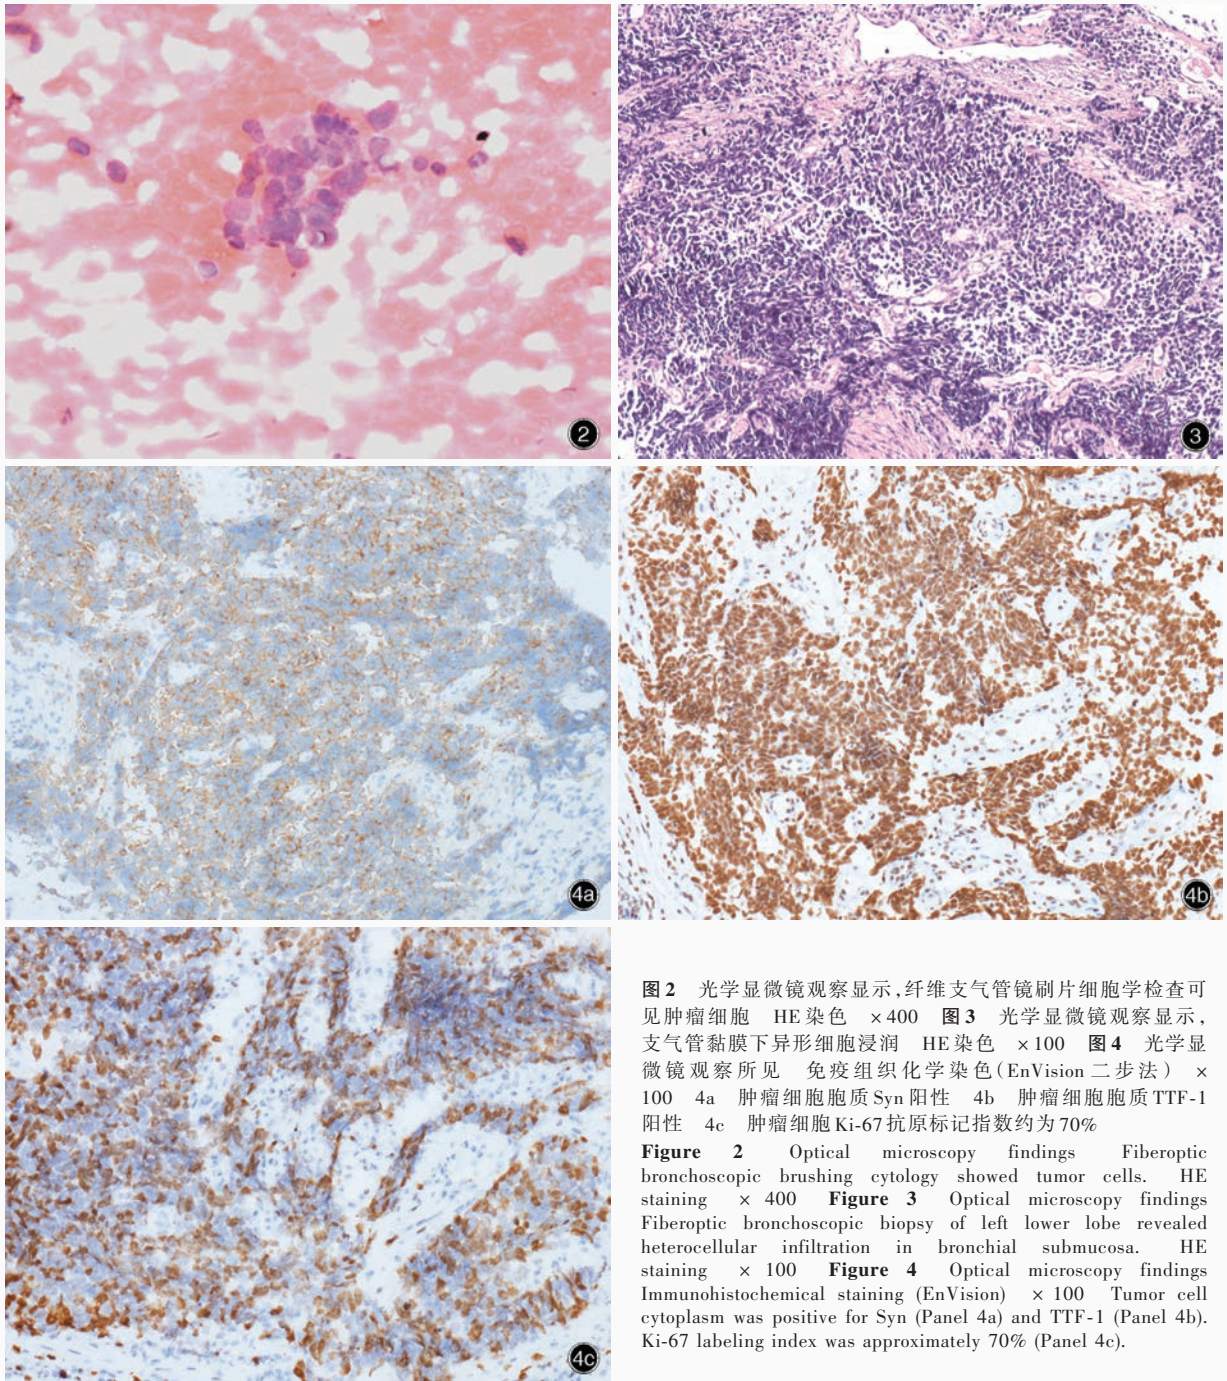 2
3
4a
4b
4c
图2 光学显微镜观察显示,纤维支气管镜刷片细胞学检查可
见肿瘤细胞 HE染色 ×400 图3 光学显微镜观察显示,
支气管黏膜下异形细胞浸润 HE染色 ×100 图4 光学显
微镜观察所见 免疫组织化学染色(EnVision二步法) ×
100 4a 肿瘤细胞胞质Syn阳性 4b 肿瘤细胞胞质TTF-1
阳性 4c 肿瘤细胞Ki-67抗原标记指数约为70%
Figure 2 Optical microscopy findings Fiberoptic
bronchoscopic brushing cytology showed tumor cells. HE
staining × 400 Figure 3 Optical microscopy findings
Fiberoptic bronchoscopic biopsy of left lower lobe revealed
heterocellular infiltration in bronchial submucosa. HE
staining × 100 Figure 4 Optical microscopy findings
Immunohistochemical staining (EnVision) × 100 Tumor cell
cytoplasm was positive for Syn (Panel 4a) and TTF-1 (Panel 4b).
Ki-67 labeling index was approximately 70% (Panel 4c).